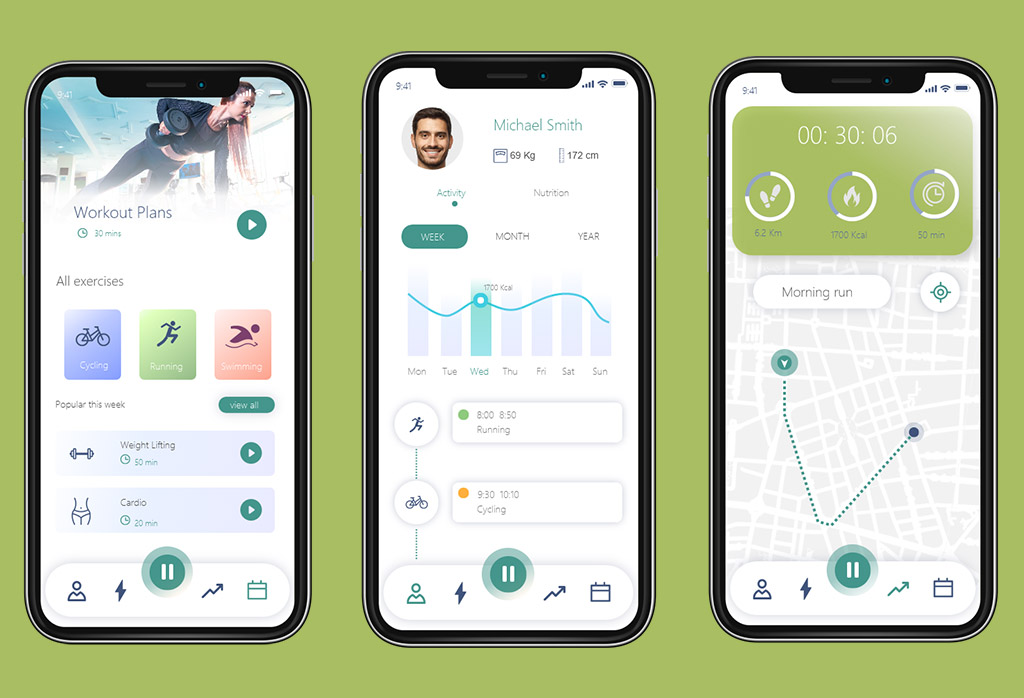 9:41
Workout Plans
30 mins
All exercises
Cycling Running Swimming
Popular this week view all
Weight Lifting
50 min
Cardio
20 min
9:41
Michael Smith
69 Kg 172 cm
Activity Nutrition
WEEK MONTH YEAR
1700 Kcal
Mon Tue Wed Thu Fri Sat Sun
8:00 8:50
Running
9:30 10:10
Cycling
9:41
00: 30: 06
6.2 Km 1700 Kcal 50 min
Morning run